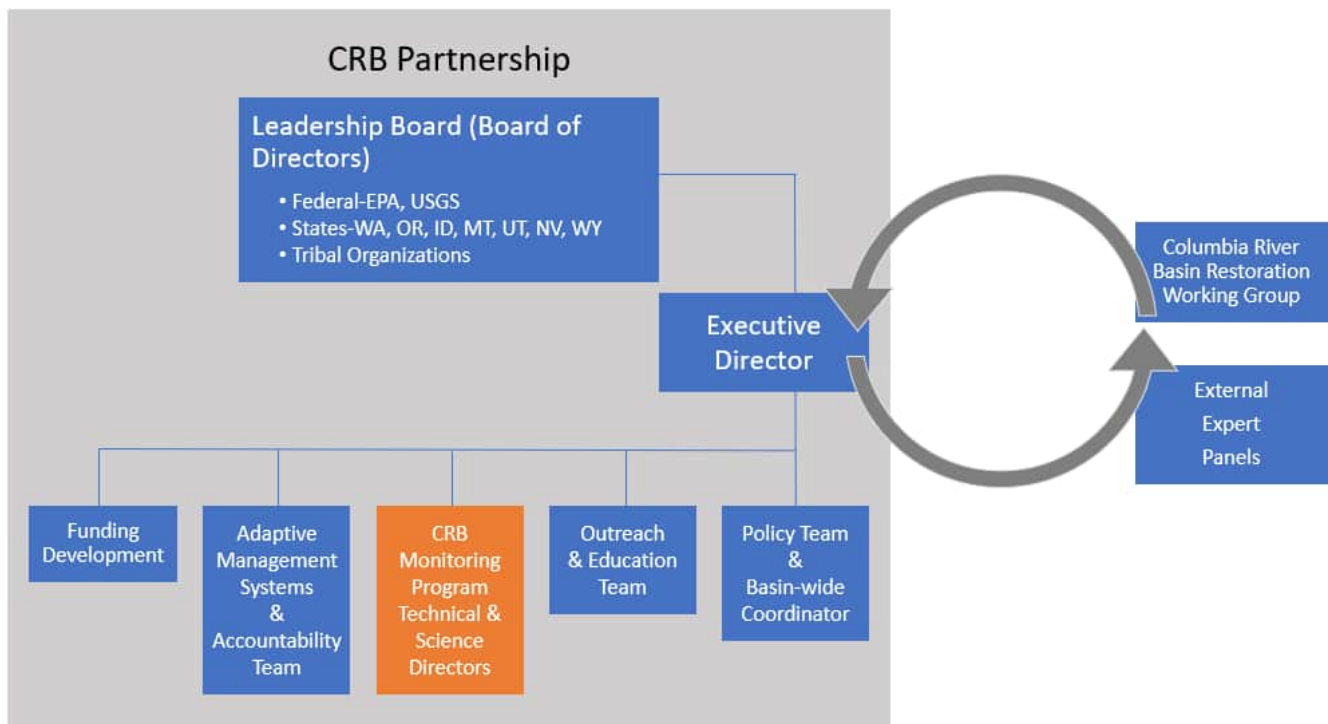 CRB Partnership
Leadership Board (Board of
Directors)
• Federal-EPA, USGS
• States-WA, OR, ID, MT, UT, NV, WY
• Tribal Organizations
Executive
Director
Columbia River
Basin Restoration
Working Group
External
Expert
Panels
Funding
Development
Adaptive
Management
Systems
&
Accountability
Team
CRB
Monitoring
Program
Technical &
Science
Directors
Outreach
& Education
Team
Policy Team
&
Basin-wide
Coordinator